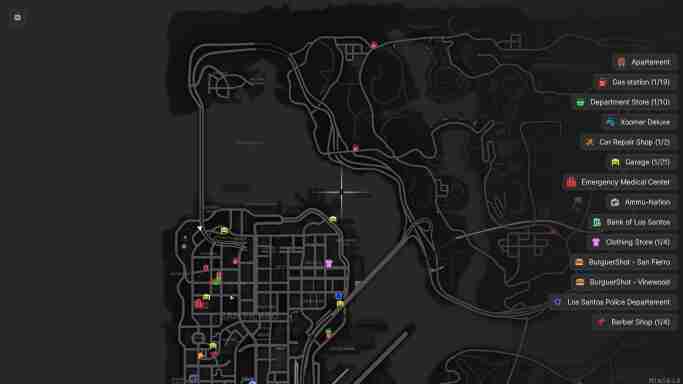 Apartement
Gas station (1/19)
Department Store (1/10)
Xoomer Deluxe
Car Repair Shop (1/2)
Garage (1/21)
Emergency Medical Center
Ammu-Nation
Bank of Los Santos
Clothing Store (1/4)
BurguerShot - San Fierro
BurguerShot - Vinewood
Los Santos Police Departement
Barber Shop (1/4)